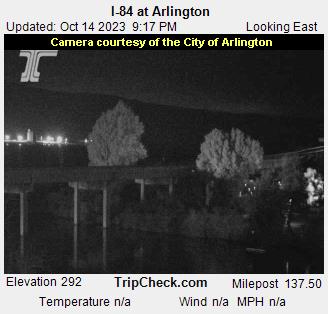 I-84 at Arlington
Updated: Oct 14 2023 9:17 PM Looking East
Camera courtesy of the City of Arlington
Elevation 292 TripCheck.com Milepost 137.50
Temperature n/a Wind n/a MPH n/a